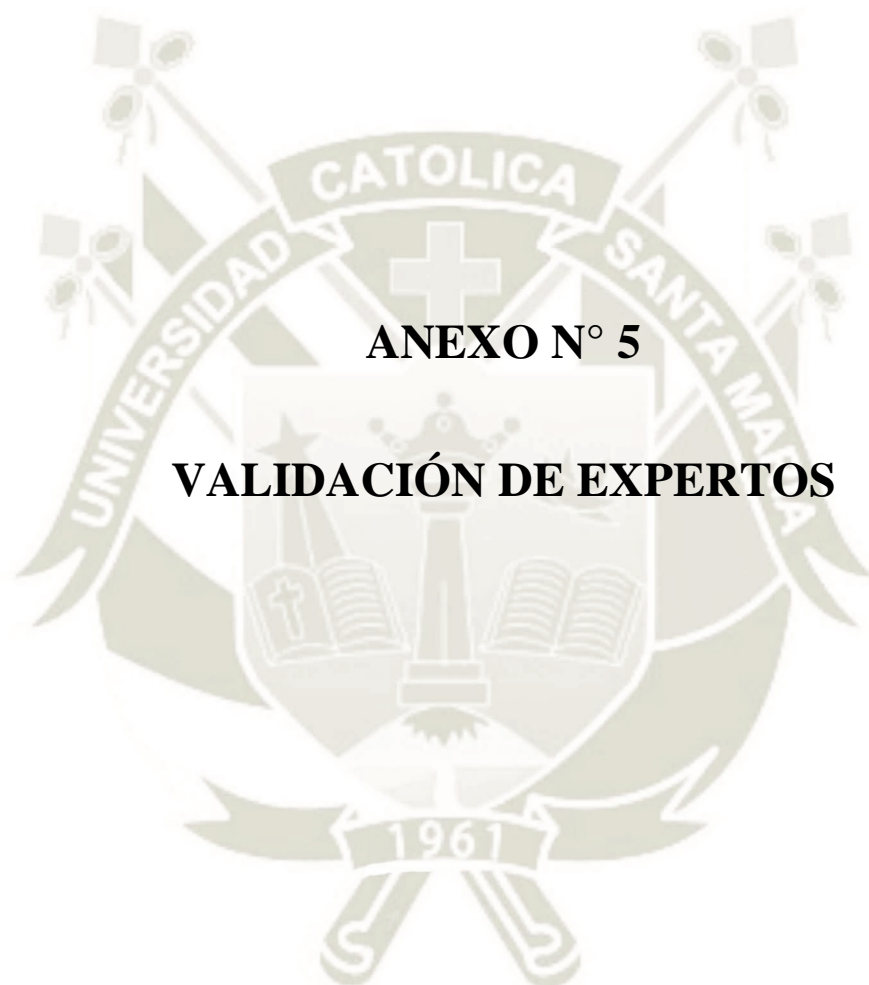 CATOLICA
UNIVERSIDAD
SANTA MARIA
ANEXO N° 5
VALIDACIÓN DE EXPERTOS
1961